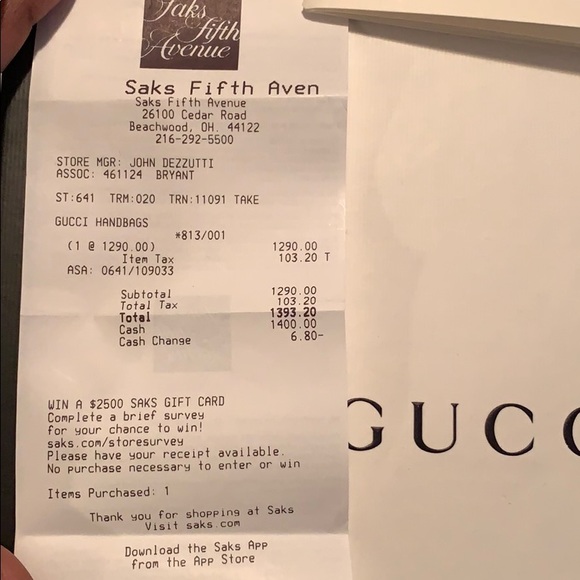 Saks
Fifth
Avenue
Saks Fifth Aven
Saks Fifth Avenue
26100 Cedar Road
Beachwood, OH. 44122
216-292-5500
STORE MGR: JOHN DEZZUTTI
ASSOC: 461124 BRYANT
ST:641 TRM:020 TRN:11091 TAKE
GUCCI HANDBAGS
*813/001
(1 @ 1290.00) 1290.00
Item Tax 103.20 T
ASA: 0641/109033
Subtotal 1290.00
Total Tax 103.20
Total 1393.20
Cash 1400.00
Cash Change 6.80-
WIN A $2500 SAKS GIFT CARD
Complete a brief survey
for your chance to win!
saks.com/storesurvey
Please have your receipt available.
No purchase necessary to enter or win
Items Purchased: 1
Thank you for shopping at Saks
Visit saks.com
Download the Saks App
from the App Store
GUCC